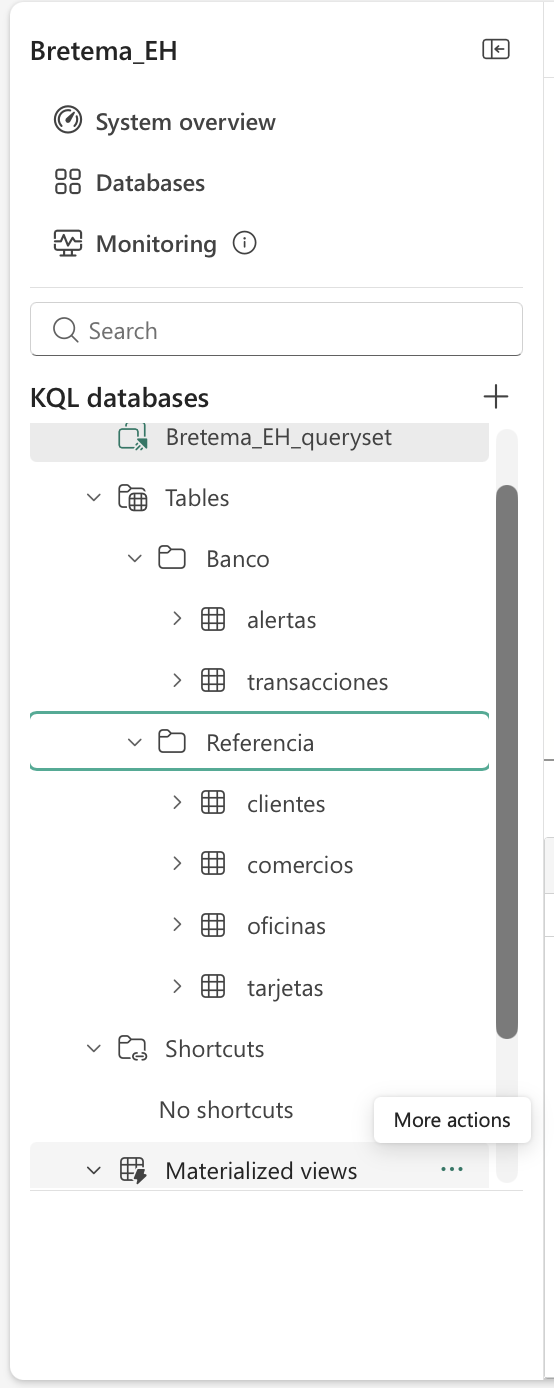 Bretema_EH
System overview
Databases
Monitoring
Search
KQL databases
Bretema_EH_queryset
Tables
Banco
alertas
transacciones
Referencia
clientes
comercios
oficinas
tarjetas
Shortcuts
No shortcuts
More actions
Materialized views